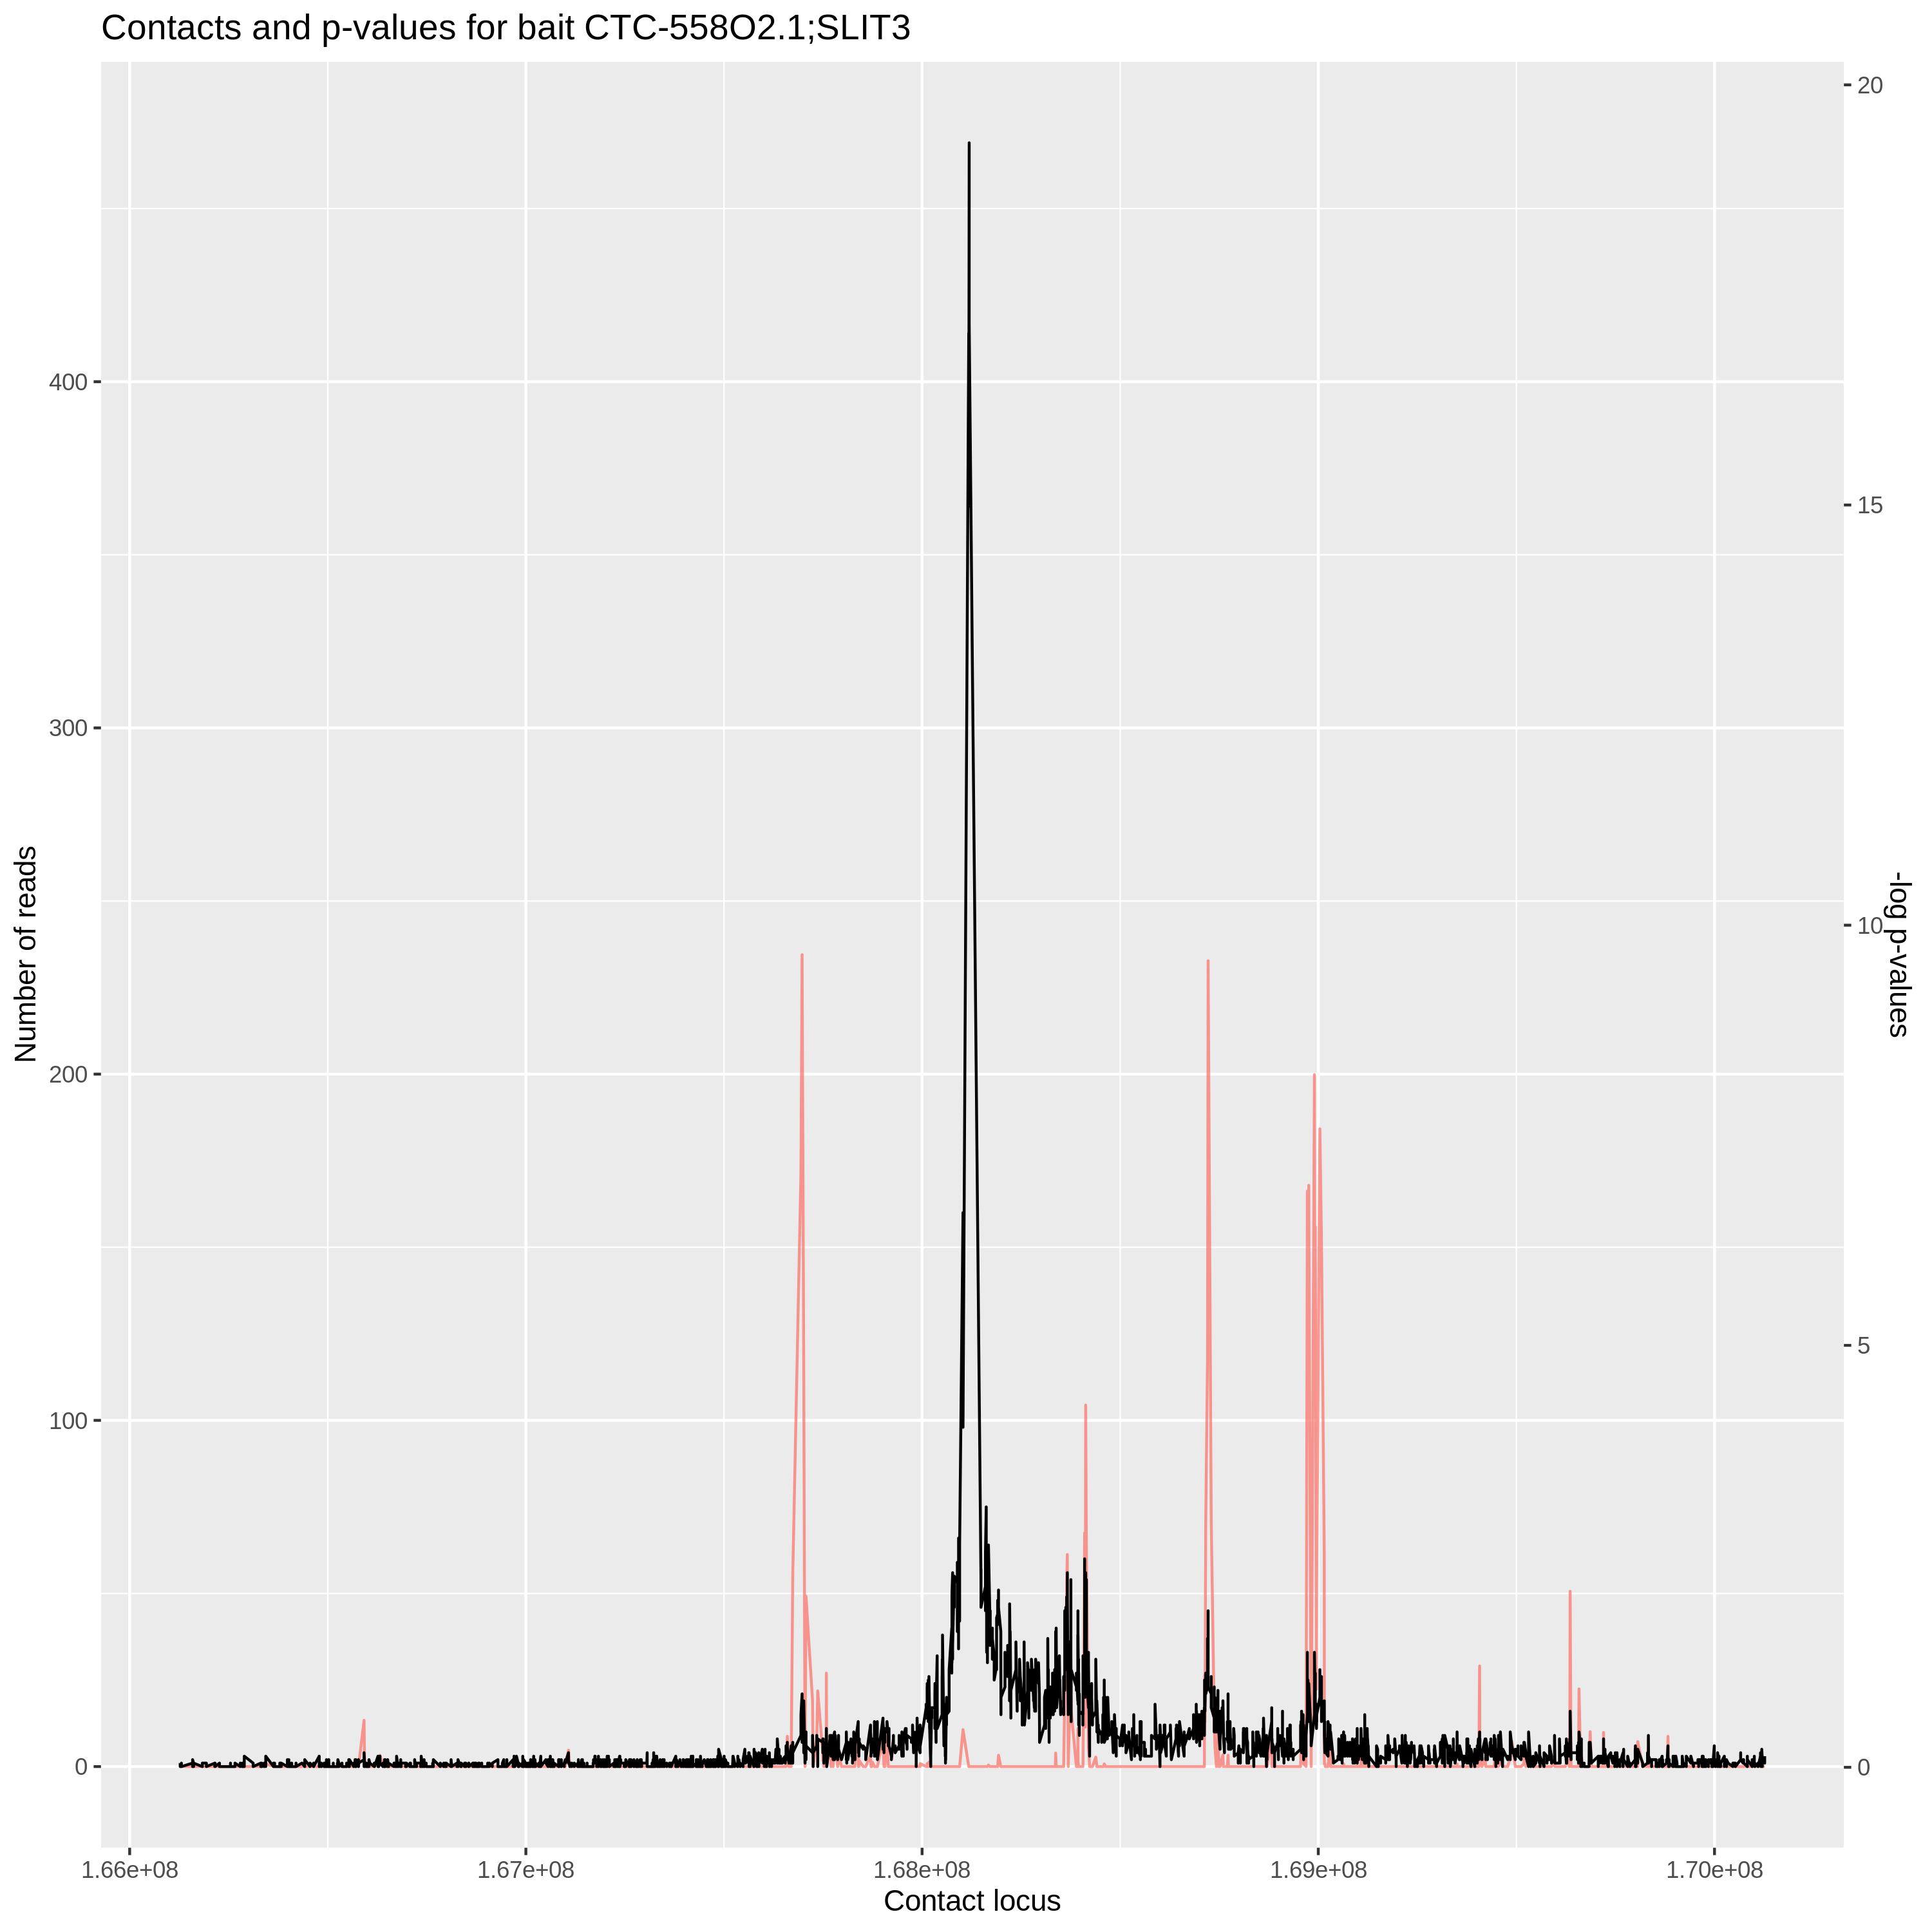 Contacts and p-values for bait CTC-558O2.1;SLIT3
Number of reads
400
300
200
100
0
20
15
10
5
0
-log p-values
1.66e+08 1.67e+08 1.68e+08 1.69e+08 1.70e+08
Contact locus